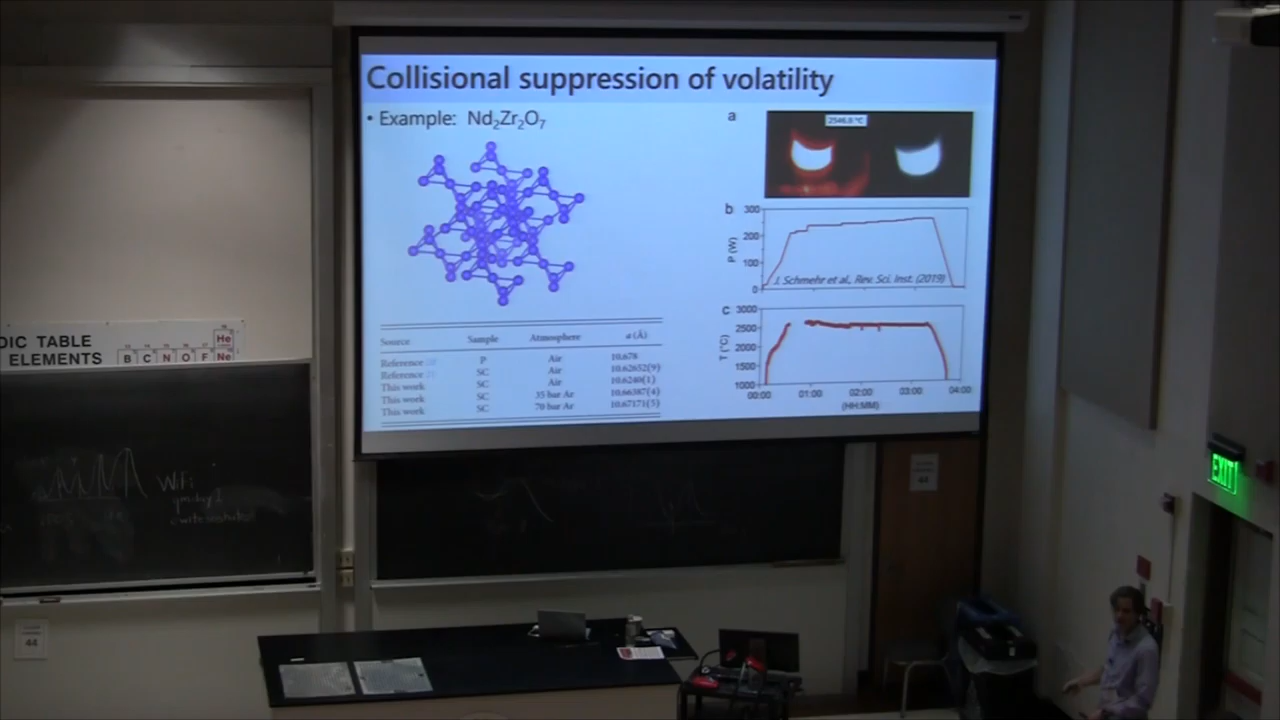 Collisional suppression of volatility
• Example: Nd₂Zr₂O₇
a
2546.8 °C
b
300
200
100
0
P (W)
J. Schmehr et al., Rev. Sci. Inst. (2019)
c
3000
2500
2000
1500
1000
T (°C)
00:00 01:00 02:00 03:00 04:00
(HH:MM)
Source Sample Atmosphere a (Å)
Reference P Air 10.678
Reference SC Air 10.62652(9)
This work SC Air 10.6240(1)
This work SC 35 bar Ar 10.66387(4)
This work SC 70 bar Ar 10.67171(5)
DIC TABLE
ELEMENTS
He
B C N O F Ne
WiFi
EXIT
44
44